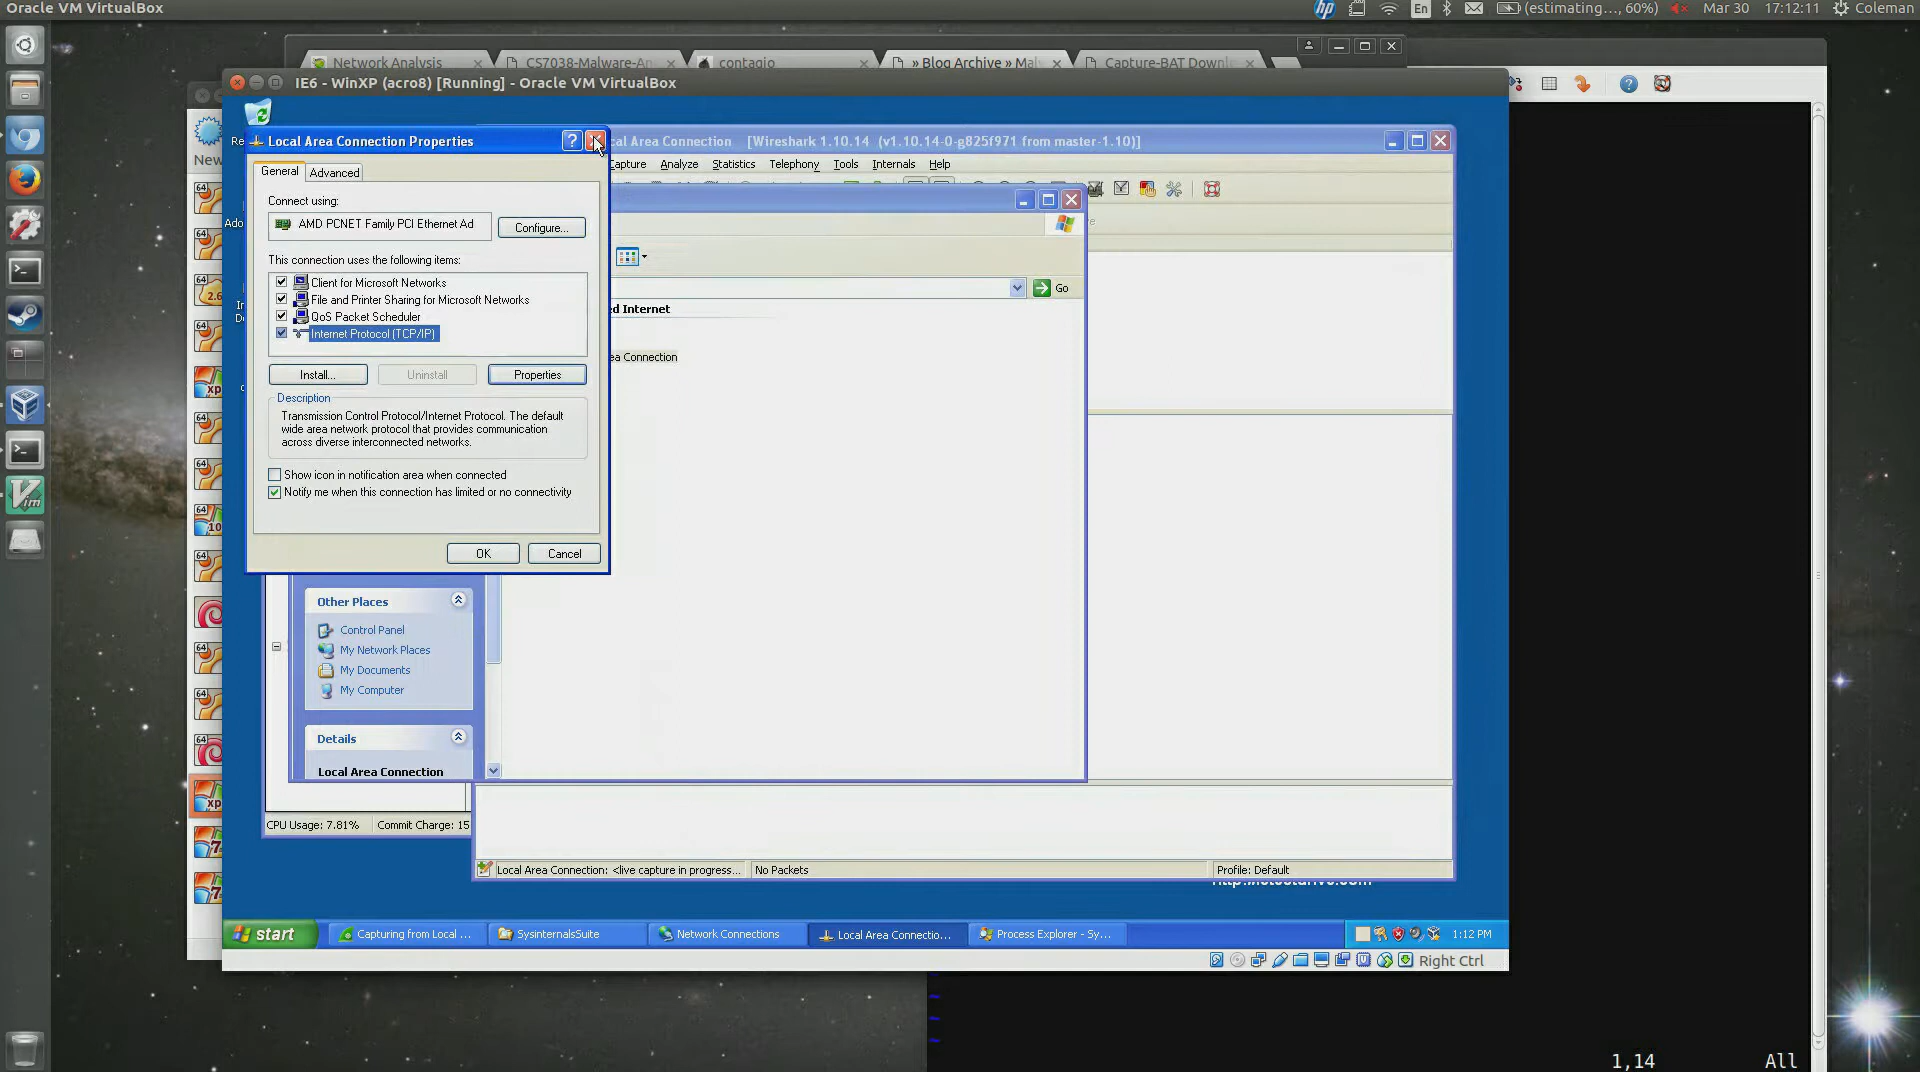 Oracle VM VirtualBox
En
(estimating..., 60%)
Mar 30
17:12:11
Coleman
Network Analysis
CS7038-Malware-An
contagio
» Blog Archive » Mal
Capture-BAT Downl
IE6 - WinXP (acro8) [Running] - Oracle VM VirtualBox
New
Re
Local Area Connection Properties
cal Area Connection [Wireshark 1.10.14 (v1.10.14-0-g825f971 from master-1.10)]
General
Advanced
Capture
Analyze
Statistics
Telephony
Tools
Internals
Help
Connect using:
AMD PCNET Family PCI Ethernet Ad
Configure...
Ado
This connection uses the following items:
Client for Microsoft Networks
File and Printer Sharing for Microsoft Networks
QoS Packet Scheduler
Internet Protocol (TCP/IP)
Go
ed Internet
ea Connection
Install...
Uninstall
Properties
Description
Transmission Control Protocol/Internet Protocol. The default
wide area network protocol that provides communication
across diverse interconnected networks.
Show icon in notification area when connected
Notify me when this connection has limited or no connectivity
OK
Cancel
Other Places
Control Panel
My Network Places
My Documents
My Computer
Details
Local Area Connection
CPU Usage: 7.81%
Commit Charge: 15
Local Area Connection: <live capture in progress...
No Packets
Profile: Default
start
Capturing from Local ...
SysinternalsSuite
Network Connections
Local Area Connectio...
Process Explorer - Sy...
1:12 PM
Right Ctrl
1,14
All